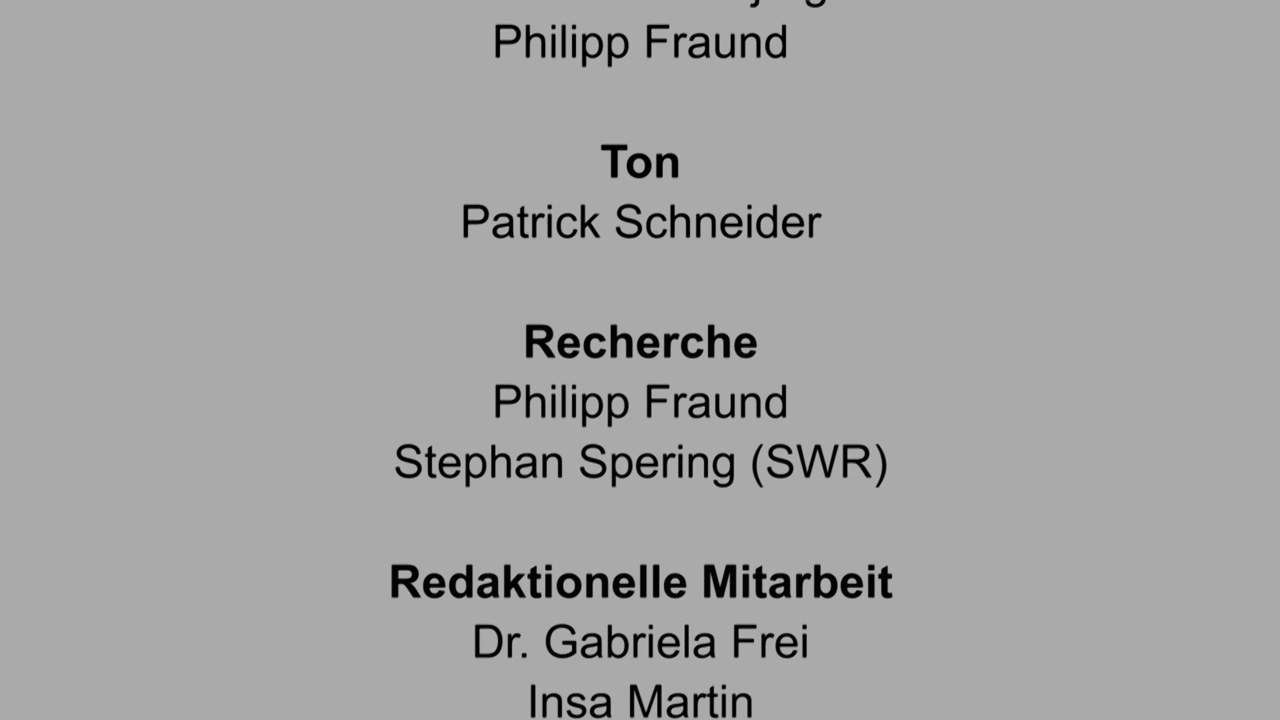 Philipp Fraund
Ton
Patrick Schneider
Recherche
Philipp Fraund
Stephan Spering (SWR)
Redaktionelle Mitarbeit
Dr. Gabriela Frei
Insa Martin